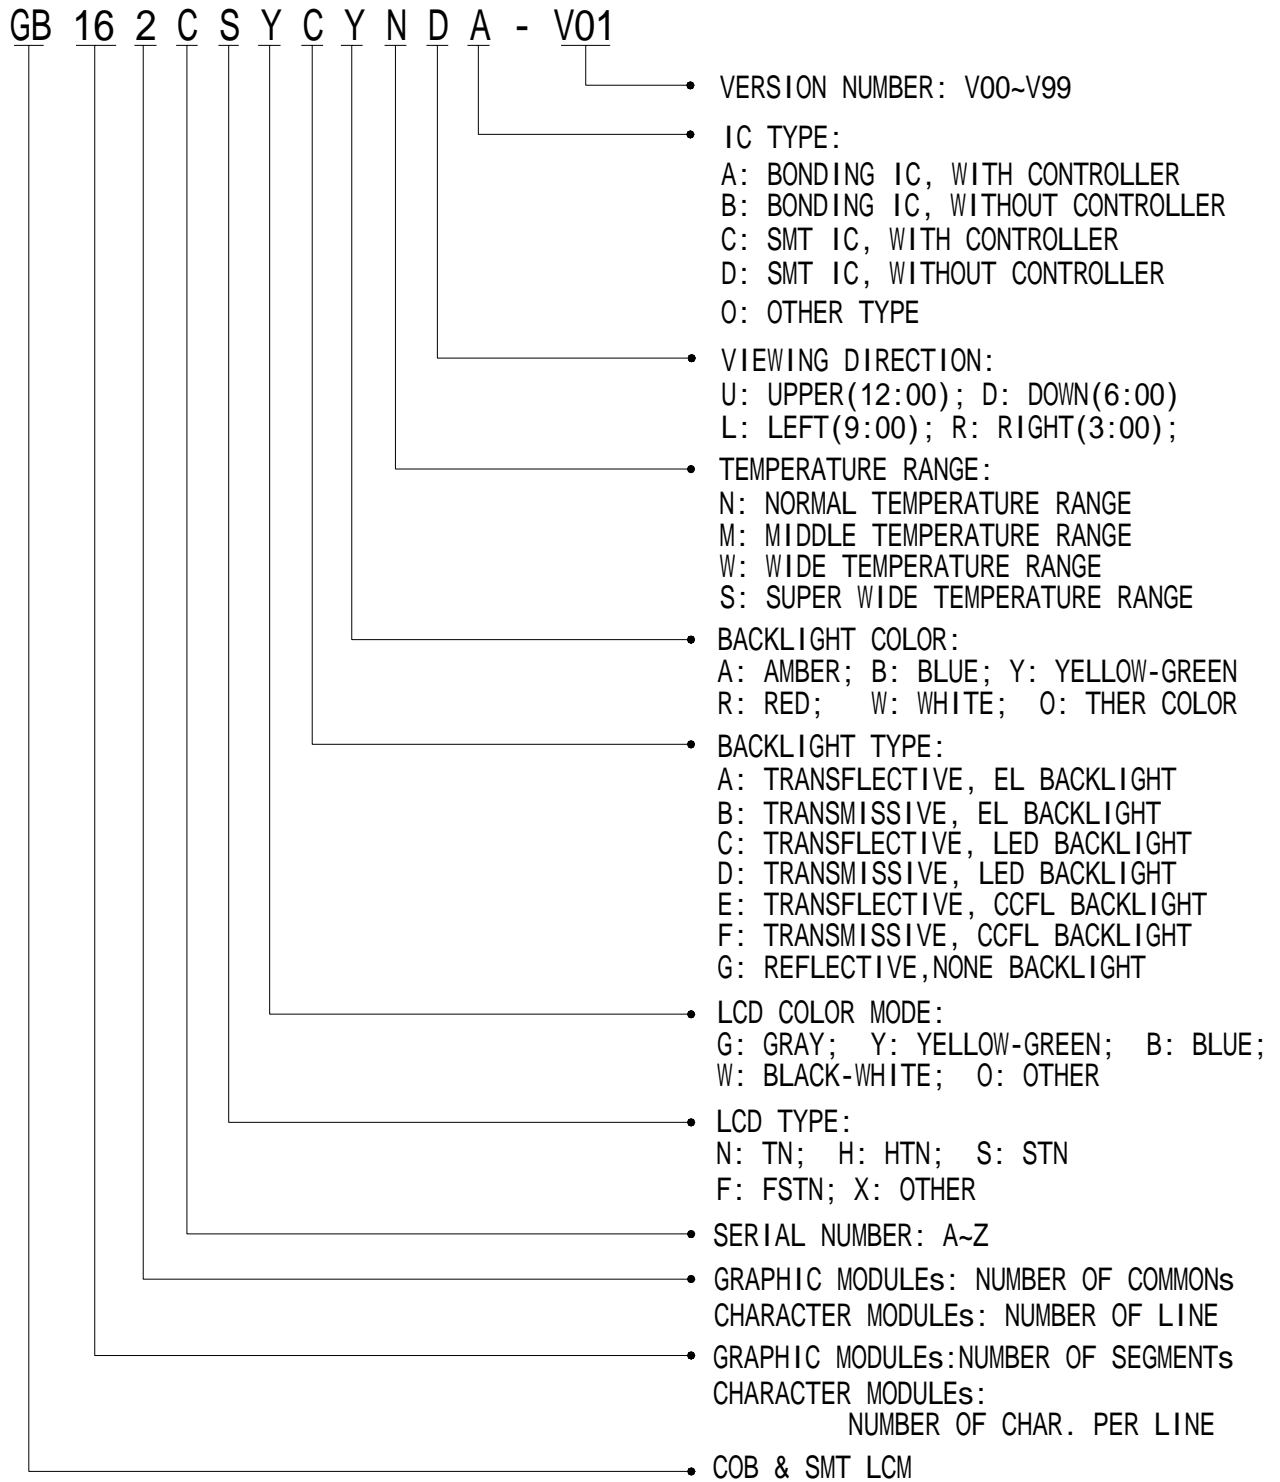 GB 16 2 C S Y C Y N D A - V01
VERSION NUMBER: V00~V99
IC TYPE:
A: BONDING IC, WITH CONTROLLER
B: BONDING IC, WITHOUT CONTROLLER
C: SMT IC, WITH CONTROLLER
D: SMT IC, WITHOUT CONTROLLER
O: OTHER TYPE
VIEWING DIRECTION:
U: UPPER(12:00); D: DOWN(6:00)
L: LEFT(9:00); R: RIGHT(3:00);
TEMPERATURE RANGE:
N: NORMAL TEMPERATURE RANGE
M: MIDDLE TEMPERATURE RANGE
W: WIDE TEMPERATURE RANGE
S: SUPER WIDE TEMPERATURE RANGE
BACKLIGHT COLOR:
A: AMBER; B: BLUE; Y: YELLOW-GREEN
R: RED; W: WHITE; O: THER COLOR
BACKLIGHT TYPE:
A: TRANSFLECTIVE, EL BACKLIGHT
B: TRANSMISSIVE, EL BACKLIGHT
C: TRANSFLECTIVE, LED BACKLIGHT
D: TRANSMISSIVE, LED BACKLIGHT
E: TRANSFLECTIVE, CCFL BACKLIGHT
F: TRANSMISSIVE, CCFL BACKLIGHT
G: REFLECTIVE,NONE BACKLIGHT
LCD COLOR MODE:
G: GRAY; Y: YELLOW-GREEN; B: BLUE;
W: BLACK-WHITE; O: OTHER
LCD TYPE:
N: TN; H: HTN; S: STN
F: FSTN; X: OTHER
SERIAL NUMBER: A~Z
GRAPHIC MODULEs: NUMBER OF COMMONs
CHARACTER MODULEs: NUMBER OF LINE
GRAPHIC MODULEs:NUMBER OF SEGMENTs
CHARACTER MODULEs:
NUMBER OF CHAR. PER LINE
COB & SMT LCM